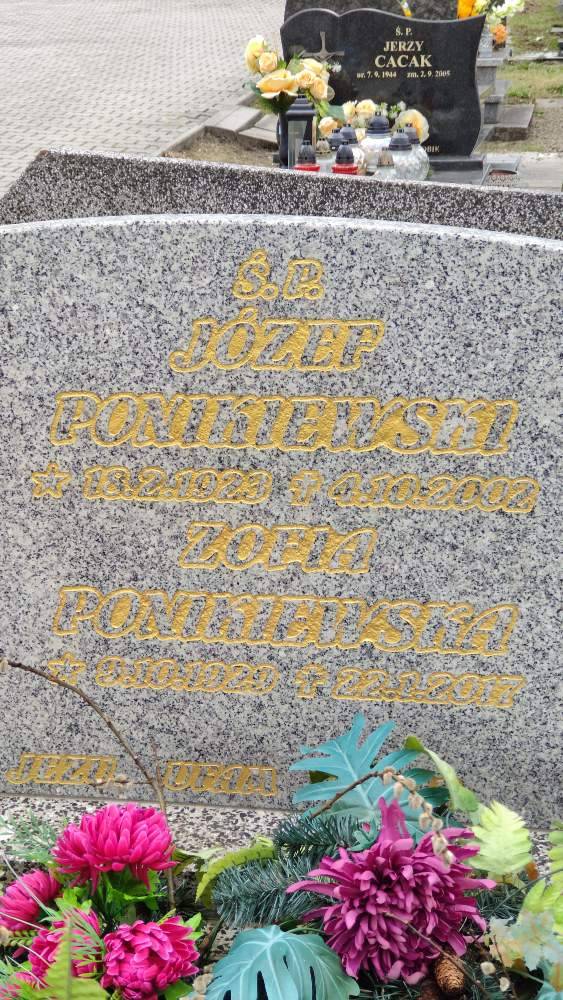 Ś. P.
JERZY
CACAK
ur. 7.9.1944 zm. 2.9.2005
Ś. P.
JÓZEF
PONIKIEWSKI
☆ 18.2.1923 ✝ 4.10.2002
ZOFIA
PONIKIEWSKA
☆ 9.10.1929 ✝ 22.1.2017
UFAM